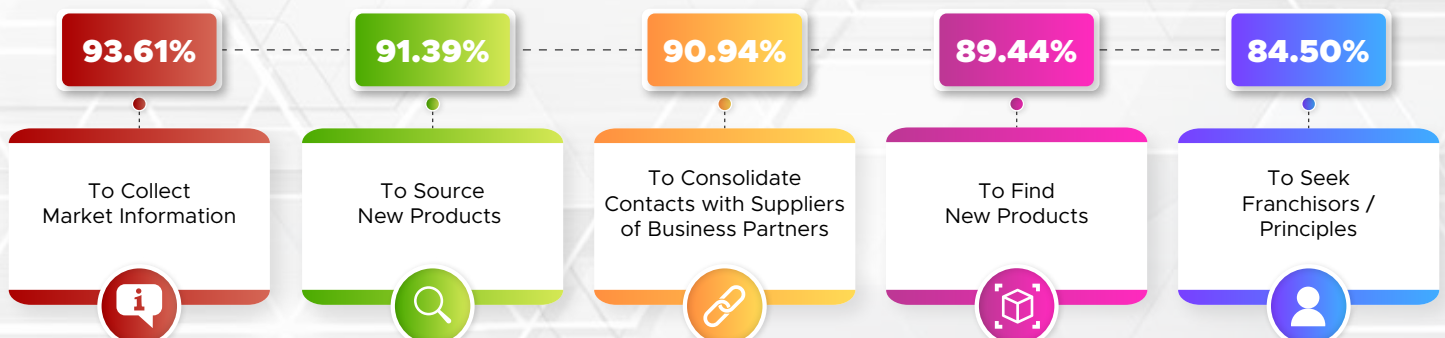 93.61%
91.39%
90.94%
89.44%
84.50%
To Collect
Market Information
To Source
New Products
To Consolidate
Contacts with Suppliers
of Business Partners
To Find
New Products
To Seek
Franchisors /
Principles